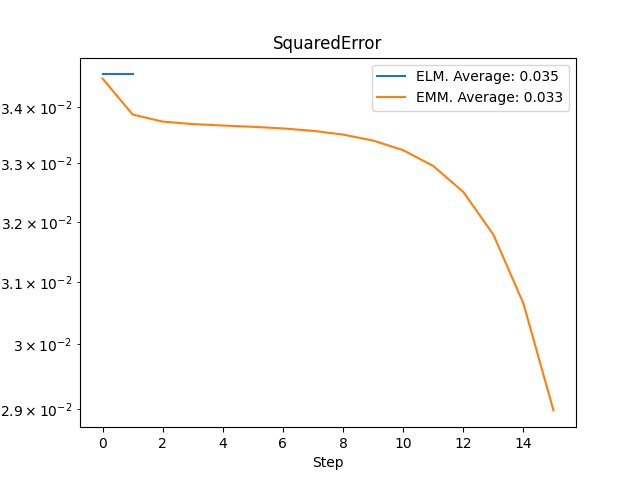 SquaredError
ELM. Average: 0.035
EMM. Average: 0.033
3.4 × 10⁻²
3.3 × 10⁻²
3.2 × 10⁻²
3.1 × 10⁻²
3 × 10⁻²
2.9 × 10⁻²
0 2 4 6 8 10 12 14
Step